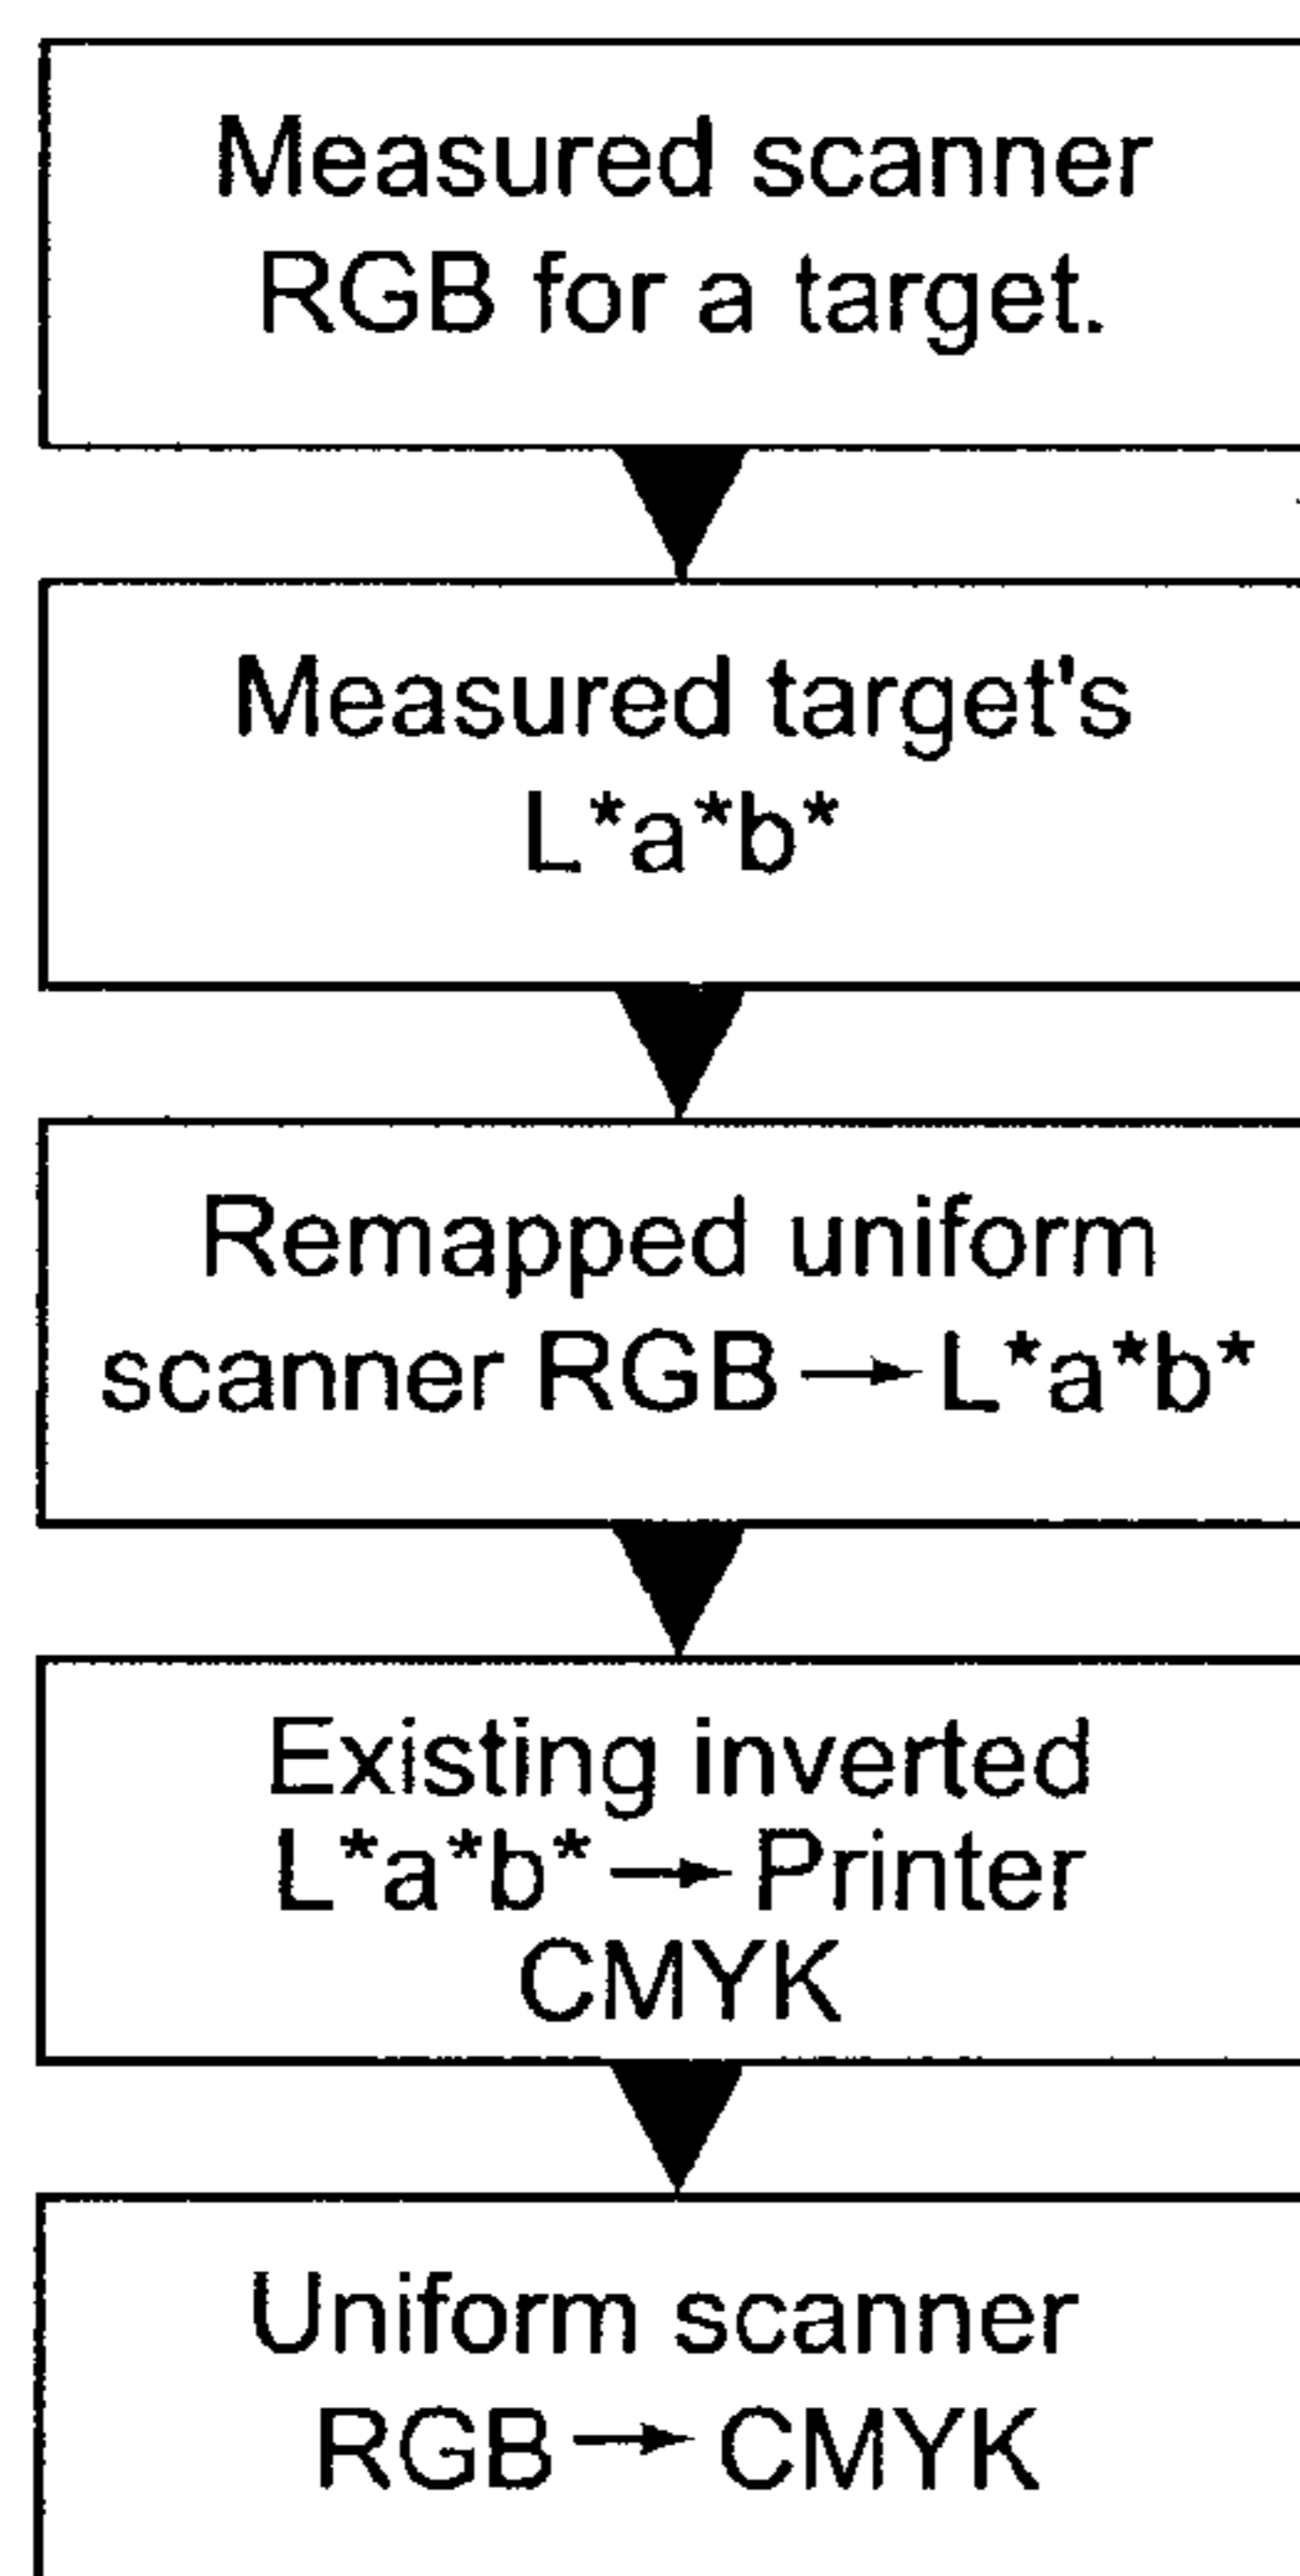 Measured scanner
RGB for a target.
Measured target's
L*a*b*
Remapped uniform
scanner RGB → L*a*b*
Existing inverted
L*a*b* → Printer
CMYK
Uniform scanner
RGB → CMYK